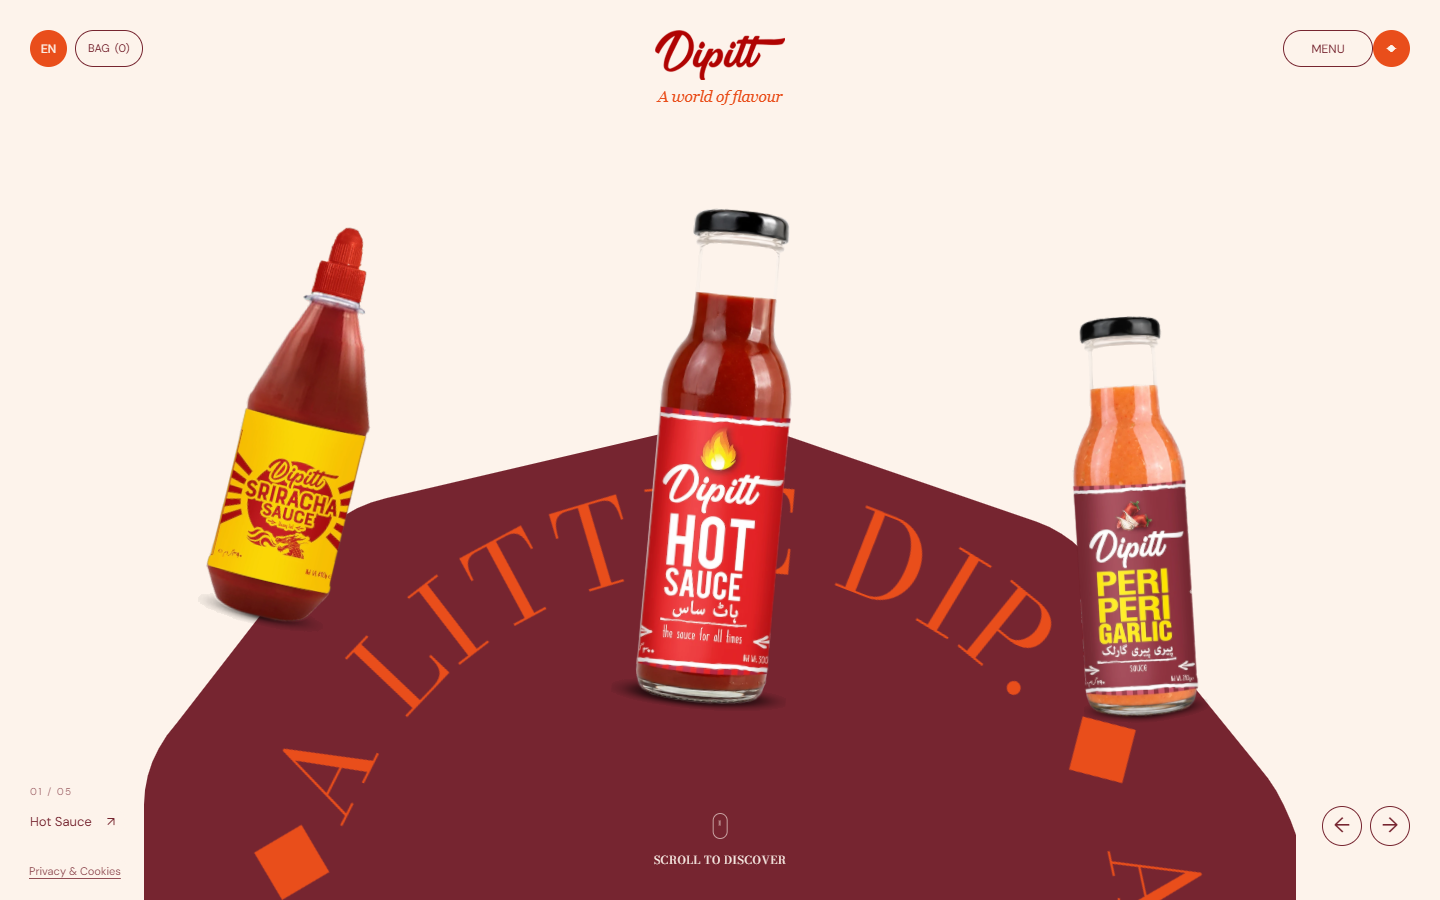 EN
BAG (0)
Dipitt
A world of flavour
MENU
Dipitt
SRIRACHA
SAUCE
Dipitt
HOT
SAUCE
ہاٹ ساس
the sauce for all times
Dipitt
PERI
PERI
GARLIC
پیری پیری گارلک
SAUCE
A LITTLE DIP.
A
01 / 05
Hot Sauce
Privacy & Cookies
SCROLL TO DISCOVER